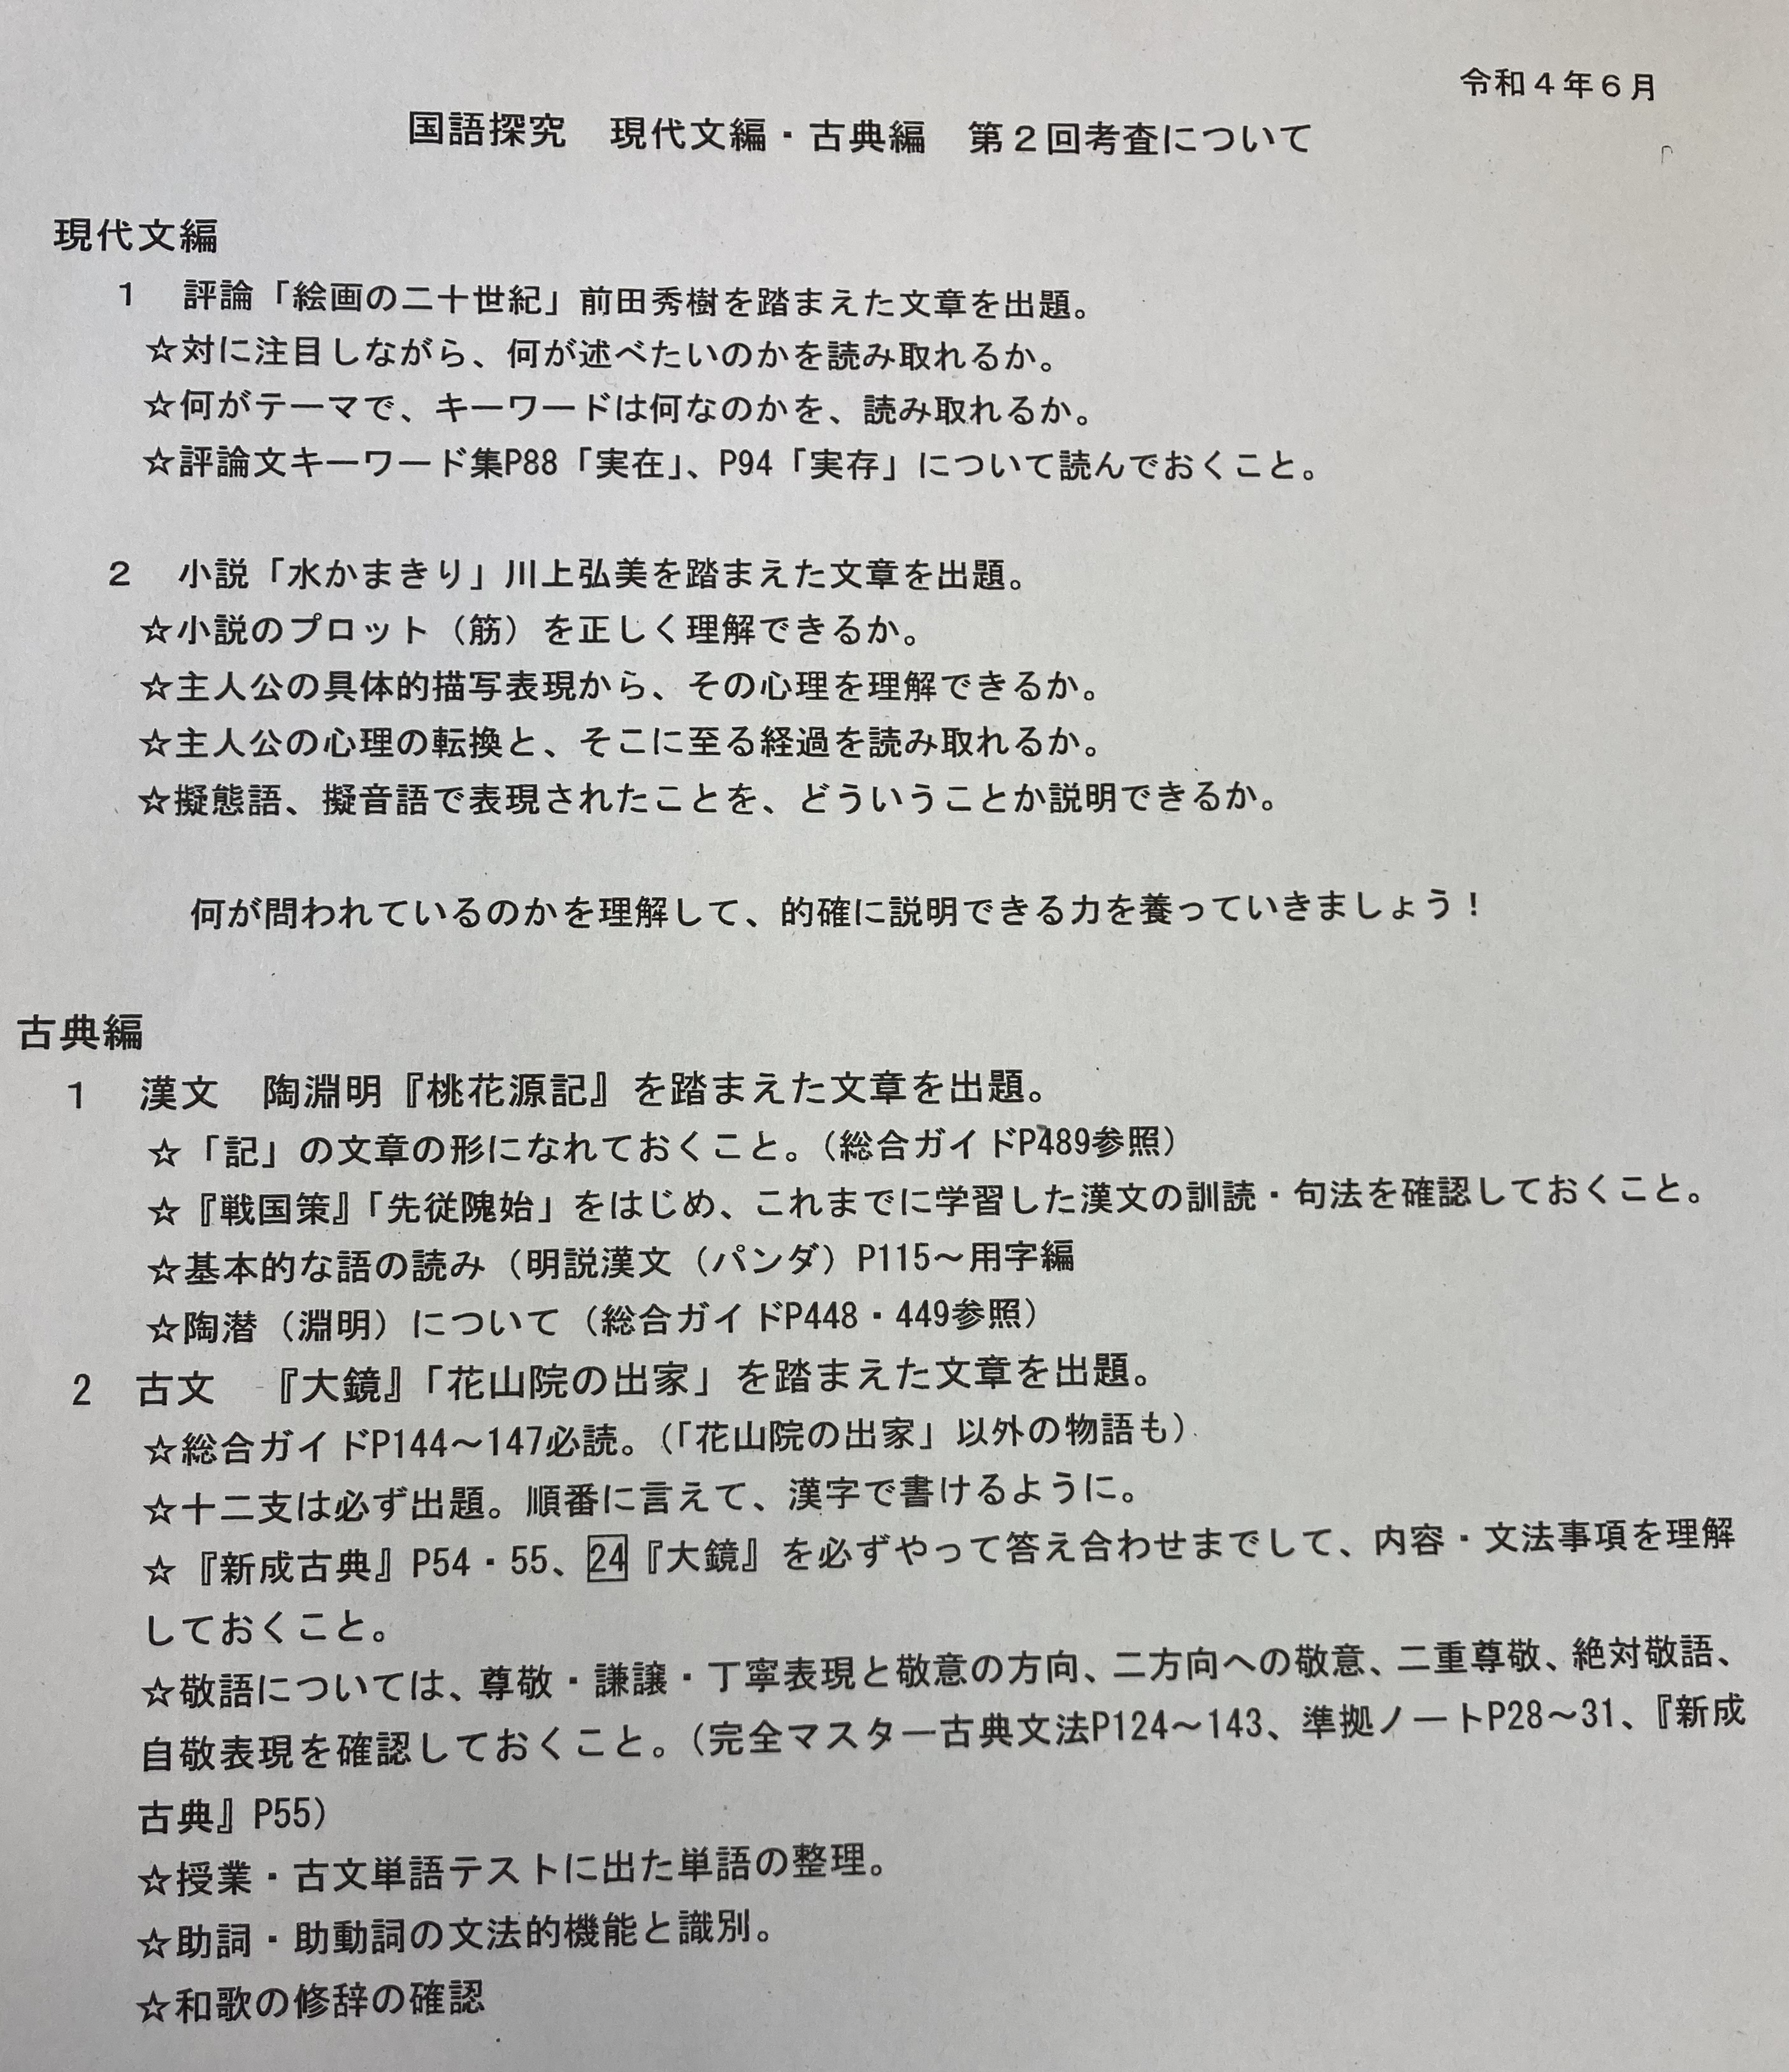 令和４年６月
国語探究　現代文編・古典編　第２回考査について
現代文編
１　評論「絵画の二十世紀」前田秀樹を踏まえた文章を出題。
☆対に注目しながら、何が述べたいのかを読み取れるか。
☆何がテーマで、キーワードは何なのかを、読み取れるか。
☆評論文キーワード集P88「実在」、P94「実存」について読んでおくこと。
２　小説「水かまきり」川上弘美を踏まえた文章を出題。
☆小説のプロット（筋）を正しく理解できるか。
☆主人公の具体的描写表現から、その心理を理解できるか。
☆主人公の心理の転換と、そこに至る経過を読み取れるか。
☆擬態語、擬音語で表現されたことを、どういうことか説明できるか。
何が問われているのかを理解して、的確に説明できる力を養っていきましょう！
古典編
１　漢文　陶淵明『桃花源記』を踏まえた文章を出題。
☆「記」の文章の形になれておくこと。（総合ガイドP489参照）
☆『戦国策』「先従隗始」をはじめ、これまでに学習した漢文の訓読・句法を確認しておくこと。
☆基本的な語の読み（明説漢文（パンダ）P115～用字編
☆陶潜（淵明）について（総合ガイドP448・449参照）
２　古文　『大鏡』「花山院の出家」を踏まえた文章を出題。
☆総合ガイドP144～147必読。（「花山院の出家」以外の物語も）
☆十二支は必ず出題。順番に言えて、漢字で書けるように。
☆『新成古典』P54・55、24『大鏡』を必ずやって答え合わせまでして、内容・文法事項を理解
しておくこと。
☆敬語については、尊敬・謙譲・丁寧表現と敬意の方向、二方向への敬意、二重尊敬、絶対敬語、
自敬表現を確認しておくこと。（完全マスター古典文法P124～143、準拠ノートP28～31、『新成
古典』P55）
☆授業・古文単語テストに出た単語の整理。
☆助詞・助動詞の文法的機能と識別。
☆和歌の修辞の確認